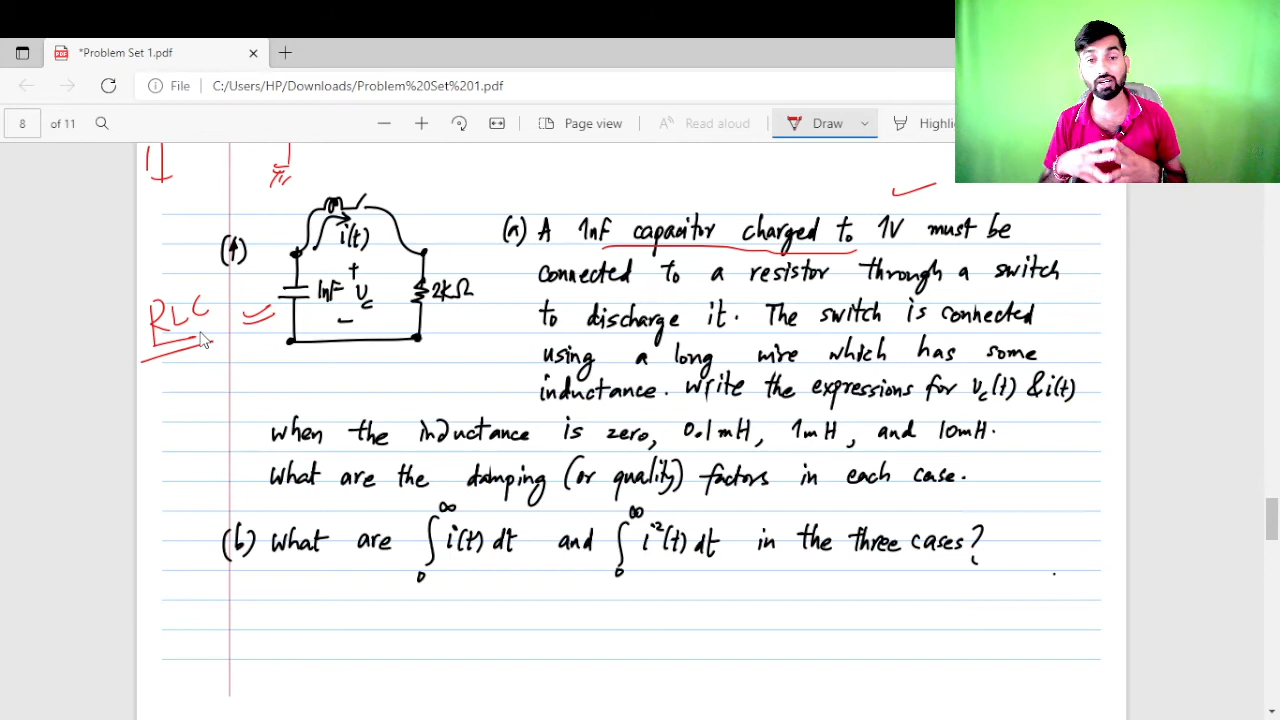 *Problem Set 1.pdf
File C:/Users/HP/Downloads/Problem%20Set%201.pdf
8 of 11 Page view Read aloud Draw Highli
i(t)
+
1nF Vc 2kΩ
-
RLC
(a) A 1nF capacitor charged to 1V must be
connected to a resistor through a switch
to discharge it. The switch is connected
using a long wire which has some
inductance. Write the expressions for vc(t) & i(t)
when the inductance is zero, 0.1mH, 1mH, and 10mH.
What are the damping (or quality) factors in each case.
(b) What are ∫₀^∞ i(t) dt and ∫₀^∞ i²(t) dt in the three cases?